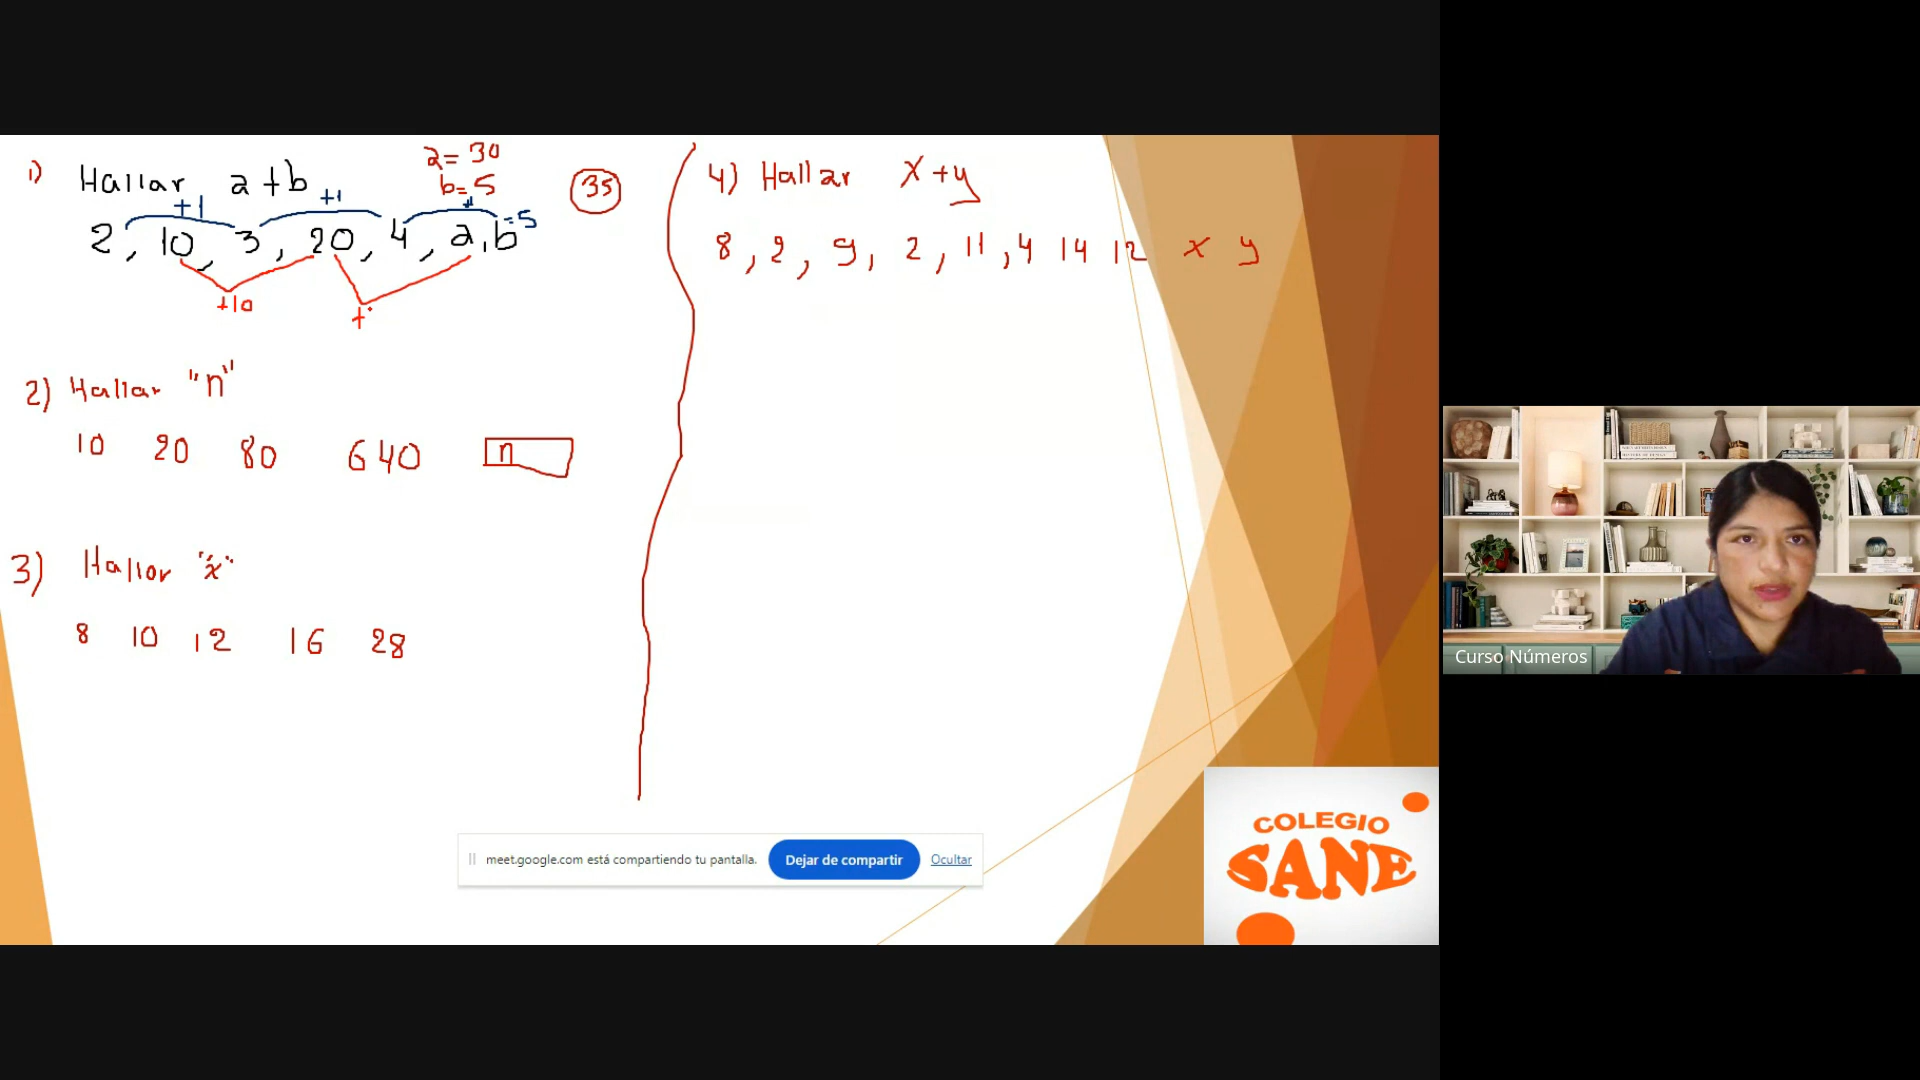 1) Hallar a+b
a= 30
b=5
35
+1 +1 +1
2, 10, 3, 20, 4, a, b=5
+10 +
2) Hallar "n"
10 20 80 640 n
3) Hallar "x"
8 10 12 16 28
4) Hallar x+y
8, 2, 9, 2, 11, 4 14 12 x y
meet.google.com está compartiendo tu pantalla. Dejar de compartir Ocultar
COLEGIO
SANE
Curso Números